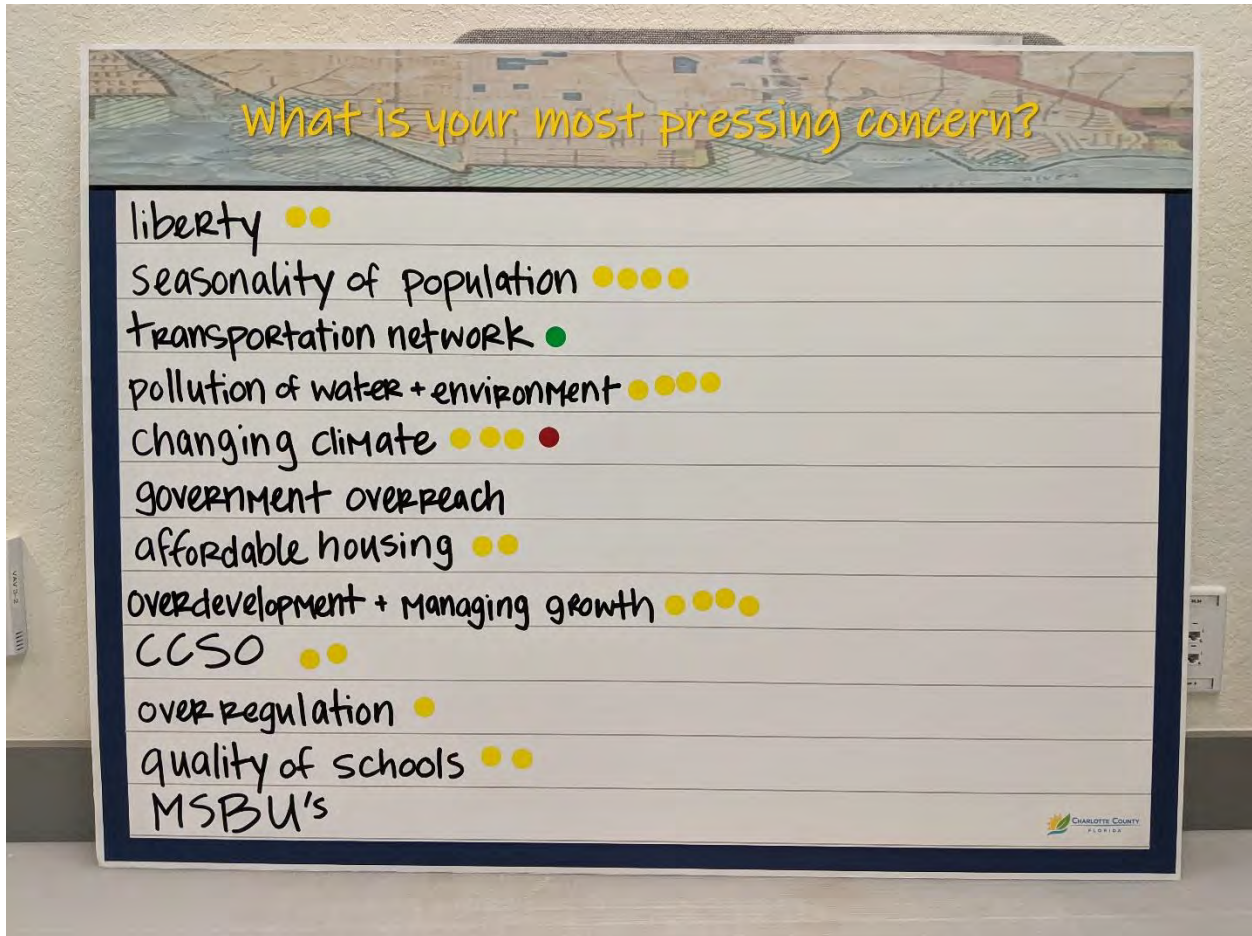 What is your most pressing concern?
liberty
seasonality of population
transportation network
pollution of water + environment
changing climate
government overreach
affordable housing
overdevelopment + managing growth
CCSO
over regulation
quality of schools
MSBU's
CHARLOTTE COUNTY
FLORIDA